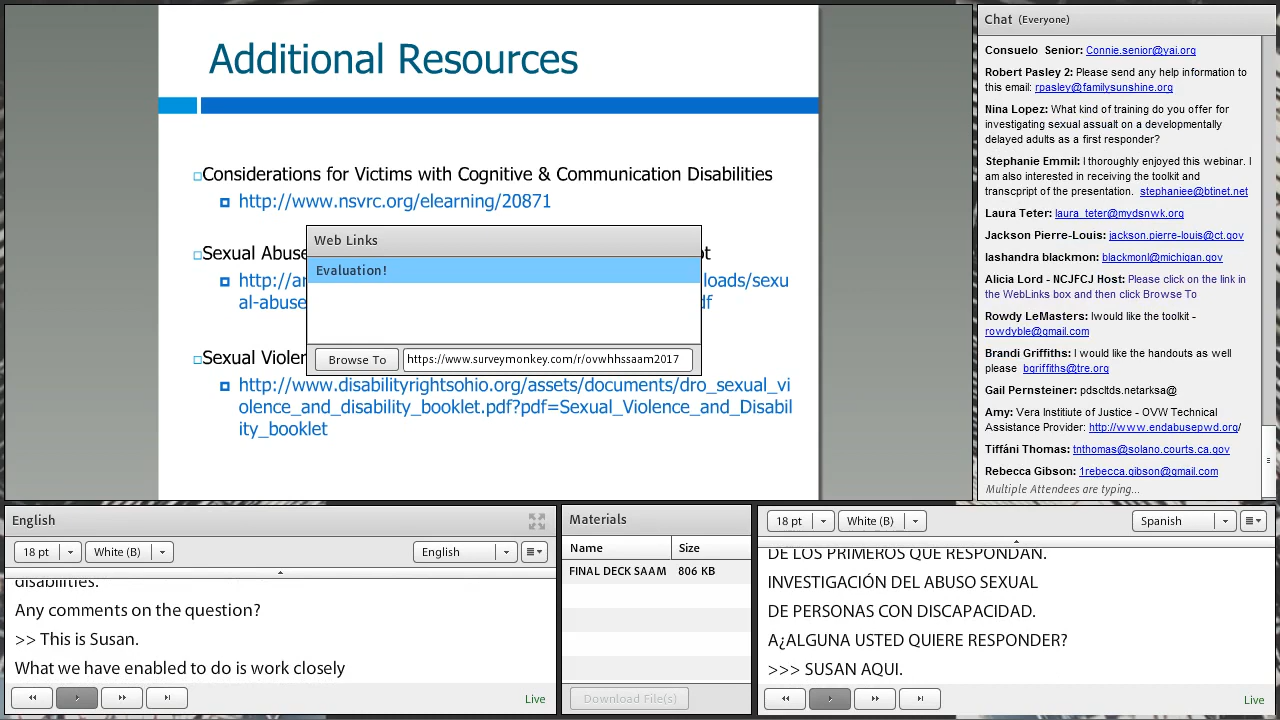 Additional Resources
Considerations for Victims with Cognitive & Communication Disabilities
http://www.nsvrc.org/elearning/20871
Sexual Abuse
http://ar
loads/sexu
al-abuse
df
Sexual Violen
http://www.disabilityrightsohio.org/assets/documents/dro_sexual_vi
olence_and_disability_booklet.pdf?pdf=Sexual_Violence_and_Disabil
ity_booklet
Web Links
Evaluation!
Browse To
https://www.surveymonkey.com/r/ovwhhssaam2017
Chat (Everyone)
Consuelo Senior: Connie.senior@yai.org
Robert Pasley 2: Please send any help information to
this email: rpasley@familysunshine.org
Nina Lopez: What kind of training do you offer for
investigating sexual assualt on a developmentally
delayed adults as a first responder?
Stephanie Emmil: I thoroughly enjoyed this webinar. I
am also interested in receiving the toolkit and
transcrpt of the presentation. stephaniee@btinet.net
Laura Teter: laura_teter@mydsnwk.org
Jackson Pierre-Louis: jackson.pierre-louis@ct.gov
lashandra blackmon: blackmonl@michigan.gov
Alicia Lord - NCJFCJ Host: Please click on the link in
the WebLinks box and then click Browse To
Rowdy LeMasters: Iwould like the toolkit -
rowdyble@gmail.com
Brandi Griffiths: I would like the handouts as well
please bgriffiths@tre.org
Gail Pernsteiner: pdscltds.netarksa@
Amy: Vera Institiute of Justice - OVW Technical
Assistance Provider: http://www.endabusepwd.org/
Tiffáni Thomas: tnthomas@solano.courts.ca.gov
Rebecca Gibson: 1rebecca.gibson@gmail.com
Multiple Attendees are typing...
English
18 pt
White (B)
English
disabilities.
Any comments on the question?
>> This is Susan.
What we have enabled to do is work closely
Live
Materials
Name Size
FINAL DECK SAAM 806 KB
Download File(s)
18 pt
White (B)
Spanish
DE LOS PRIMEROS QUE RESPONDAN.
INVESTIGACIÓN DEL ABUSO SEXUAL
DE PERSONAS CON DISCAPACIDAD.
A¿ALGUNA USTED QUIERE RESPONDER?
>>> SUSAN AQUI.
Live